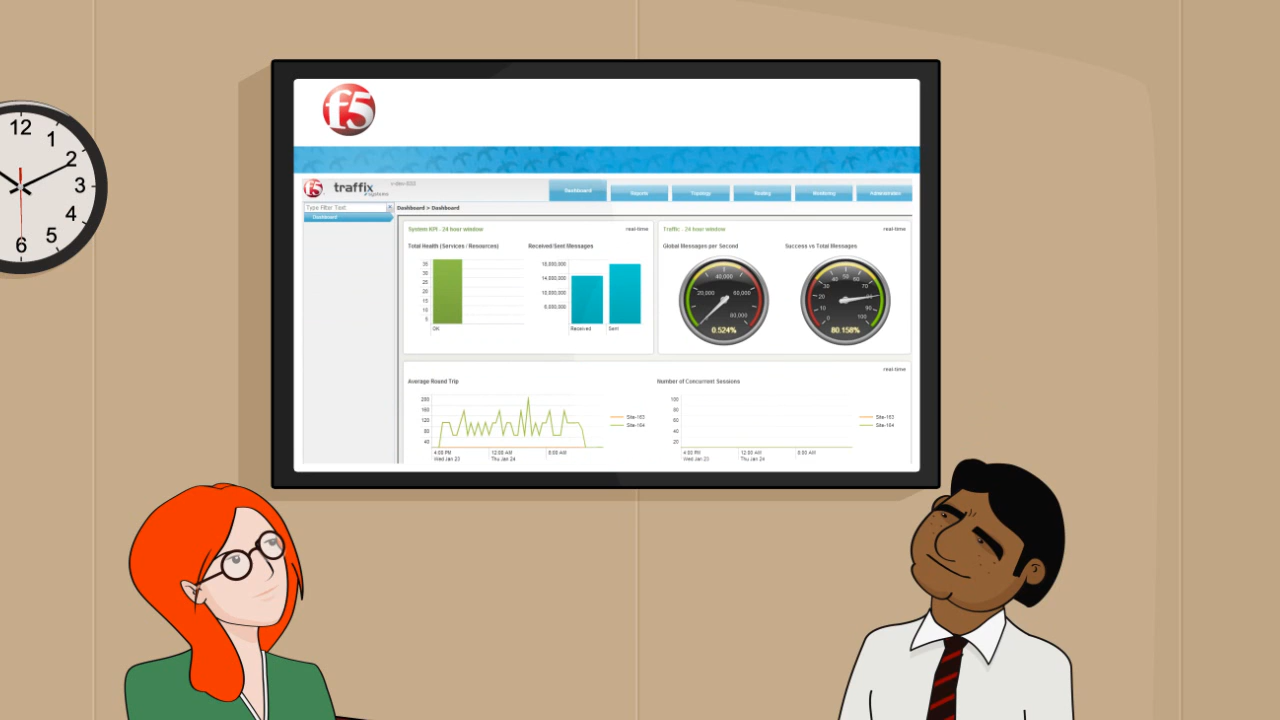 12
1
2
3
4
5
6
f5
f5 traffix systems
Dashboard
Reports
Topology
Routing
Monitoring
Administration
Type Filter Text
Dashboard
Dashboard > Dashboard
System KPI - 24 hour window
real-time
Total Health (Services / Resources)
Received/Sent Messages
35
30
25
20
15
10
5
OK
18,000,000
14,000,000
10,000,000
6,000,000
Received
Sent
Traffic - 24 hour window
real-time
Global Messages per Second
Success vs Total Messages
20,000
40,000
60,000
80,000
0.524%
0
10
20
30
40
50
60
70
90
100
80.158%
real-time
Average Round Trip
200
160
120
80
40
4:00 PM
Wed Jan 23
12:00 AM
Thu Jan 24
8:00 AM
Site-163
Site-164
Number of Concurrent Sessions
100
80
60
40
20
4:00 PM
Wed Jan 23
12:00 AM
Thu Jan 24
8:00 AM
Site-163
Site-164